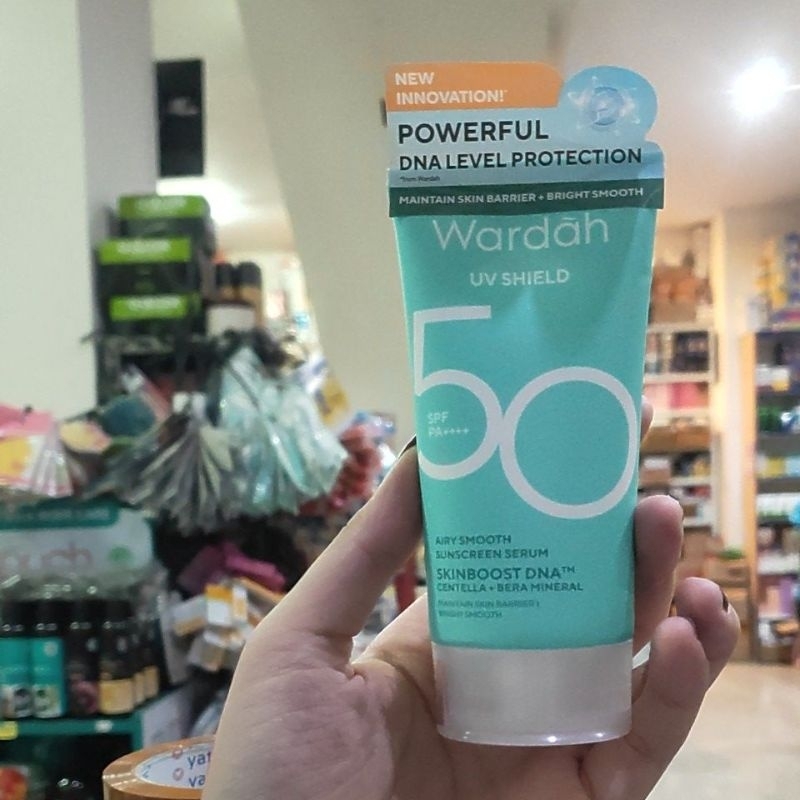 NEW
INNOVATION!*
POWERFUL
DNA LEVEL PROTECTION
*from Wardah
MAINTAIN SKIN BARRIER + BRIGHT SMOOTH
Wardah
UV SHIELD
50
SPF
PA++++
AIRY SMOOTH
SUNSCREEN SERUM
SKINBOOST DNA™
CENTELLA + BERA MINERAL
MAINTAIN SKIN BARRIER |
BRIGHT SMOOTH